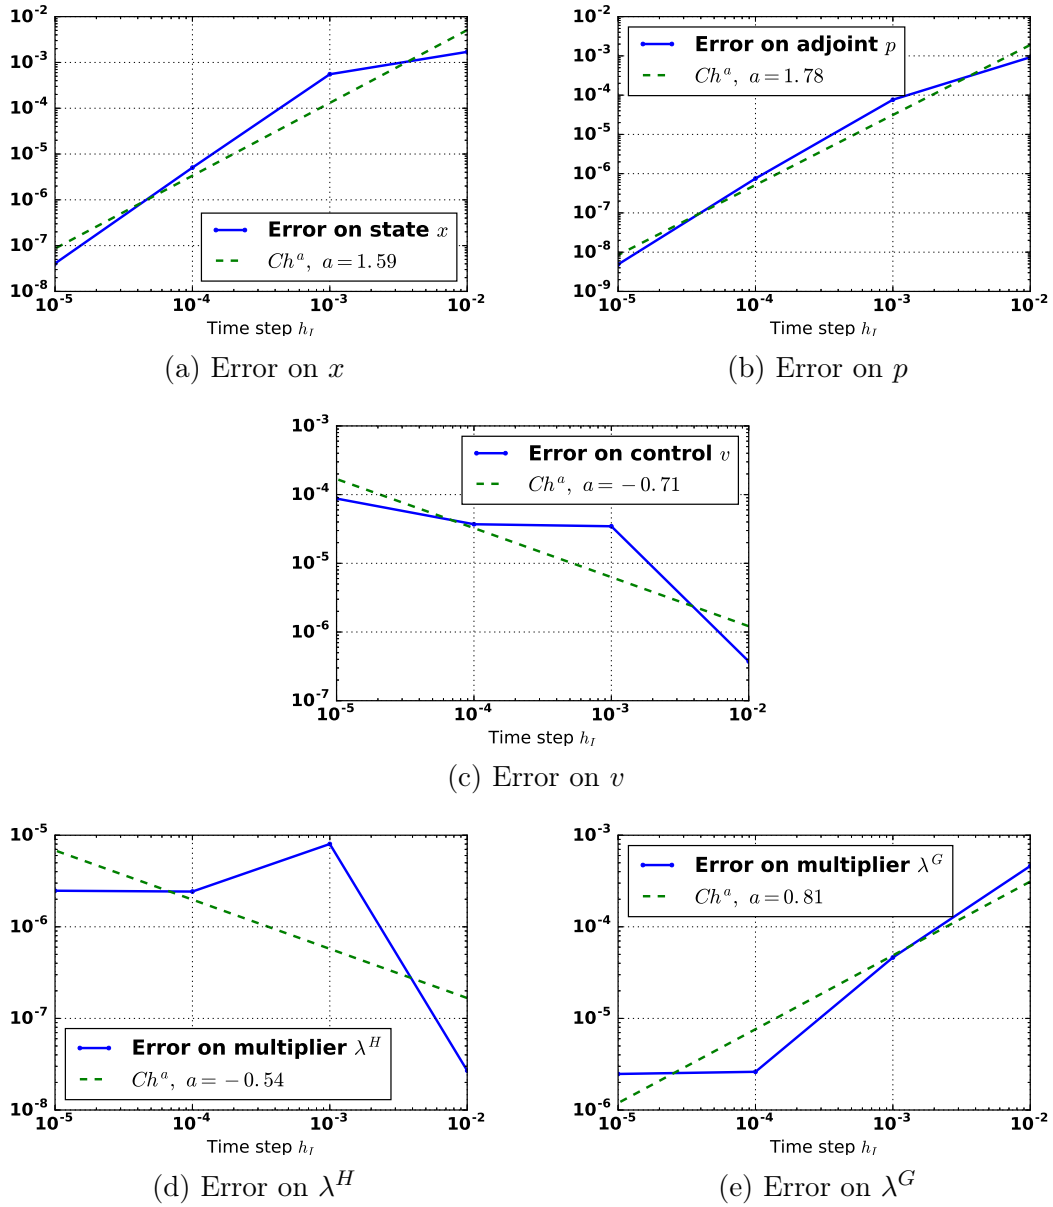 10^-2
10^-3
10^-4
10^-5
10^-6
10^-7
10^-8
Error on state x
Ch^a, a=1.59
10^-5 10^-4 10^-3 10^-2
Time step h_I
(a) Error on x
10^-2
10^-3
10^-4
10^-5
10^-6
10^-7
10^-8
10^-9
Error on adjoint p
Ch^a, a=1.78
10^-5 10^-4 10^-3 10^-2
Time step h_I
(b) Error on p
10^-3
10^-4
10^-5
10^-6
10^-7
Error on control v
Ch^a, a=−0.71
10^-5 10^-4 10^-3 10^-2
Time step h_I
(c) Error on v
10^-5
10^-6
10^-7
10^-8
Error on multiplier λ^H
Ch^a, a=−0.54
10^-5 10^-4 10^-3 10^-2
Time step h_I
(d) Error on λ^H
10^-3
10^-4
10^-5
10^-6
Error on multiplier λ^G
Ch^a, a=0.81
10^-5 10^-4 10^-3 10^-2
Time step h_I
(e) Error on λ^G